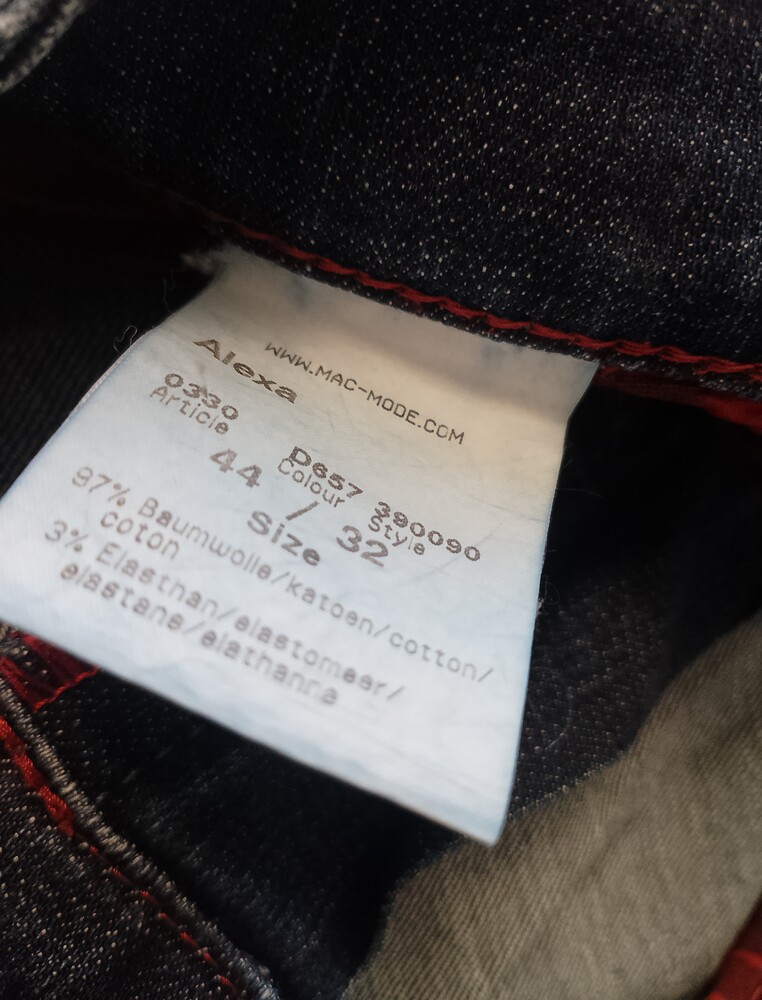 WWW.MAC-MODE.COM
Alexa
0330 D657 390090
Article Colour Style
44 / 32
Size
97% Baumwolle/katoen/cotton/
coton
3% Elasthan/elastomeer/
elastane/elathanna